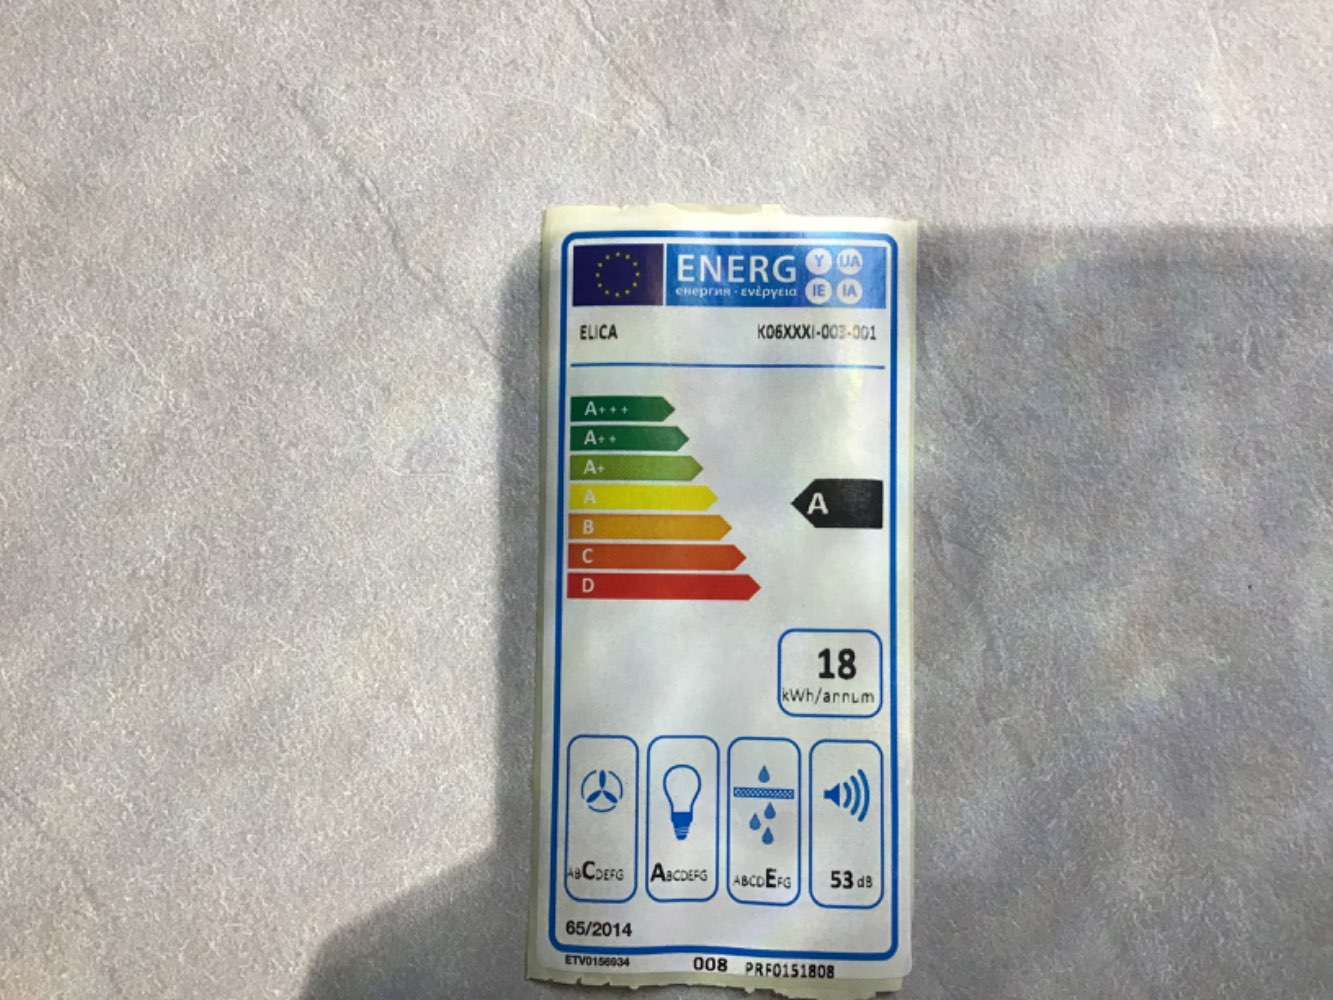 ENERG Y UA
енергия · ενέργεια IE IA
ELICA K06XXXI-003-001
A+++
A++
A+
A
A
B
C
D
18
kWh/annum
ABCDEFG ABCDEFG ABCDEFG 53 dB
65/2014
ETV0156934 008 PRF0151808